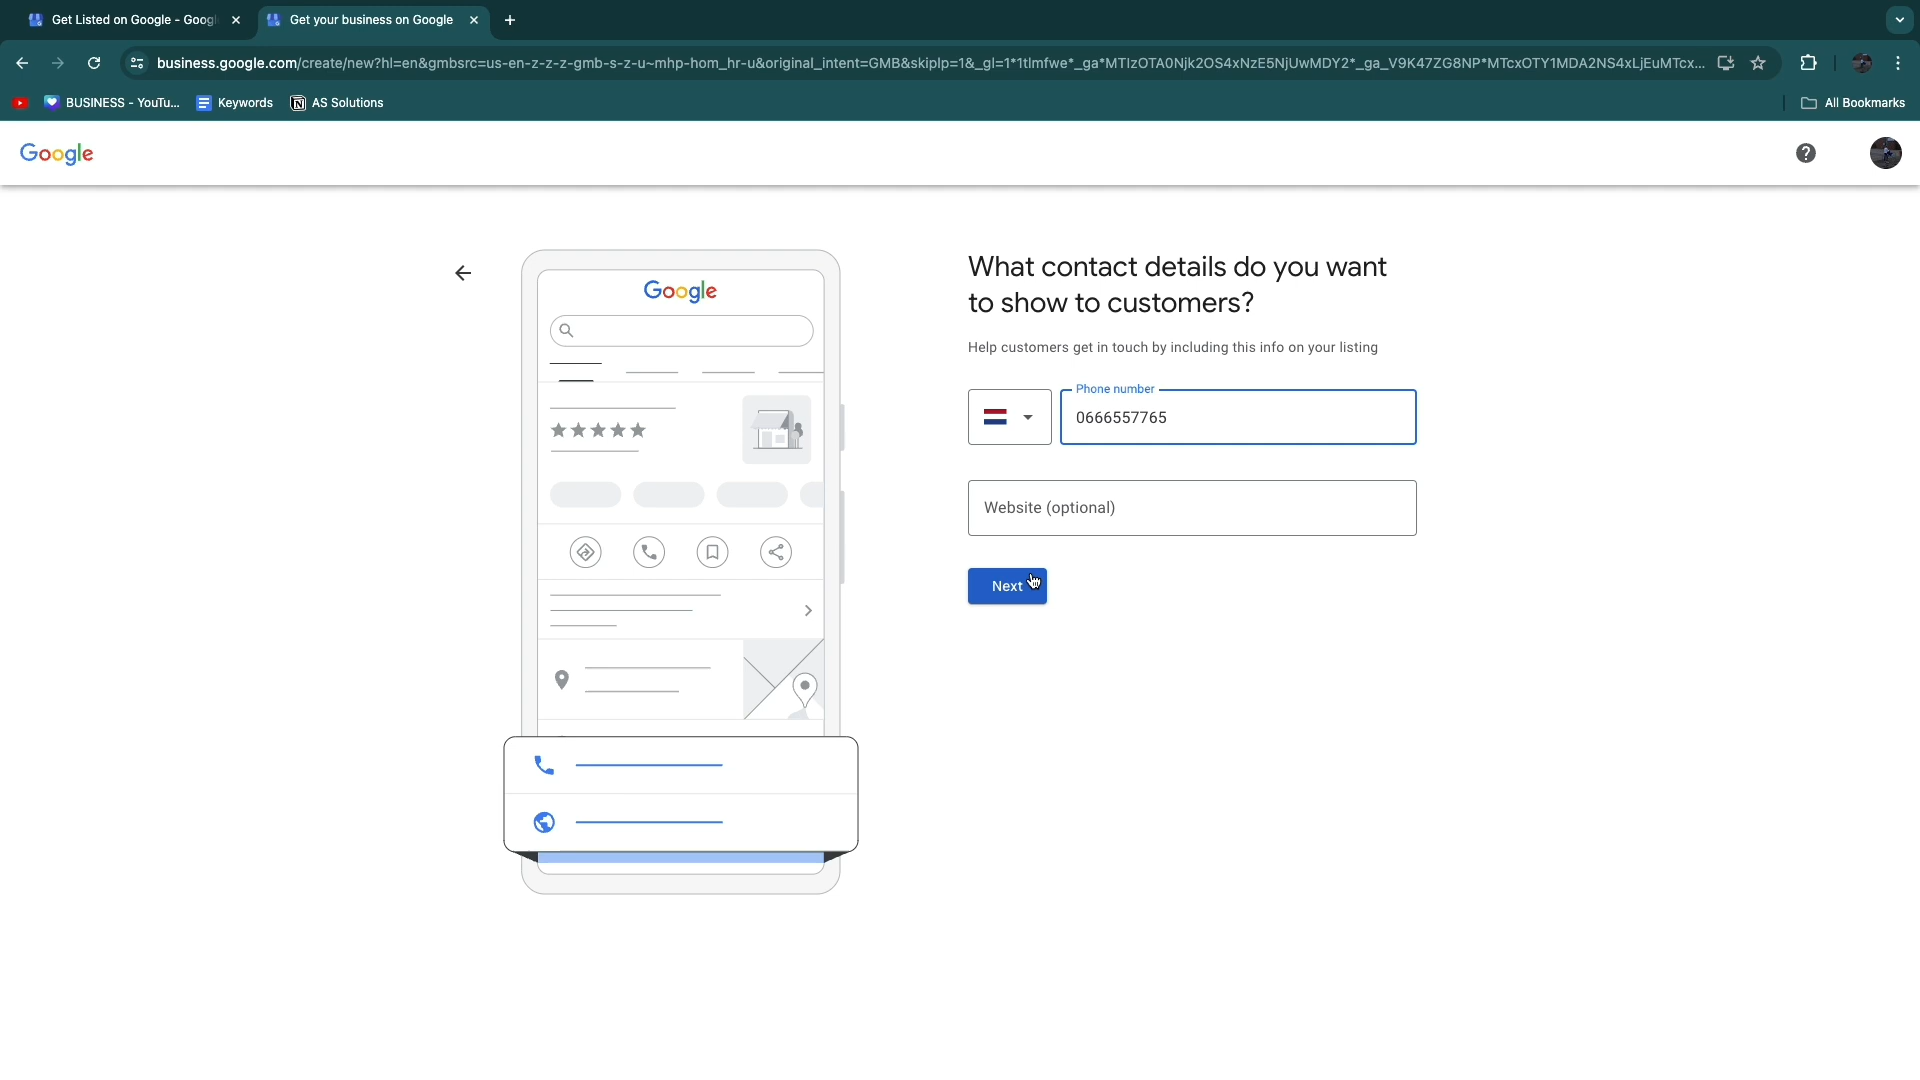 Get Listed on Google - Googl
Get your business on Google
business.google.com/create/new?hl=en&gmbsrc=us-en-z-z-z-gmb-s-z-u~mhp-hom_hr-u&original_intent=GMB&skiplp=1&_gl=1*1tlmfwe*_ga*MTIzOTA0Njk2OS4xNzE5NjUwMDY2*_ga_V9K47ZG8NP*MTcxOTY1MDA2NS4xLjEuMTcx...
BUSINESS - YouTu...
Keywords
AS Solutions
All Bookmarks
Google
Google
What contact details do you want
to show to customers?
Help customers get in touch by including this info on your listing
Phone number
0666557765
Website (optional)
Next